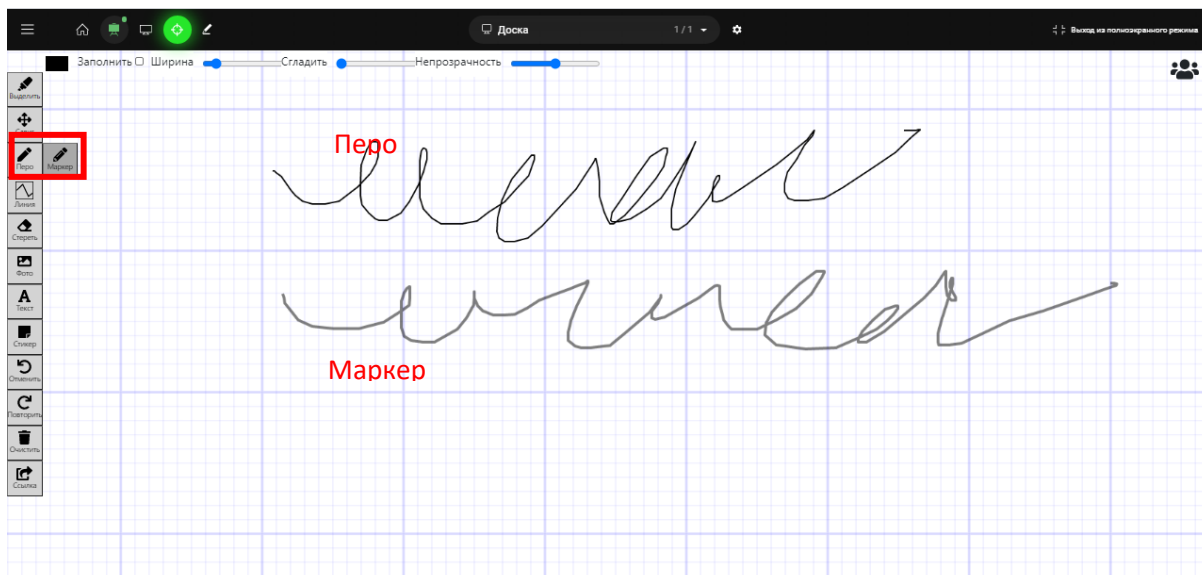 Доска 1/1 Выход из полноэкранного режима
Заполнить Ширина Сгладить Непрозрачность
Выделить
Сдвиг
Перо Маркер
Линия
Стереть
Фото
Текст
Стикер
Отменить
Повторить
Очистить
Ссылка
Перо
Маркер